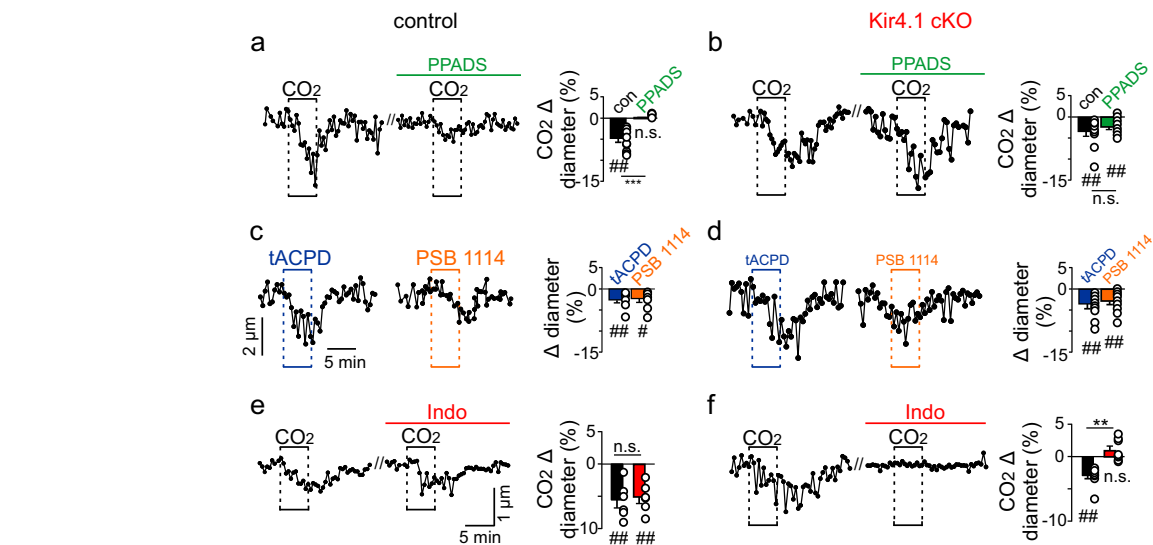 control
Kir4.1 cKO
a
PPADS
CO2
//
CO2
CO2 Δ
diameter (%)
5
0
-15
con
PPADS
n.s.
##
***
b
PPADS
CO2
//
CO2
CO2 Δ
diameter (%)
5
0
-15
con
PPADS
##
##
n.s.
c
tACPD
PSB 1114
2 µm
5 min
Δ diameter
(%)
5
0
-15
tACPD
PSB 1114
##
#
d
tACPD
PSB 1114
Δ diameter
(%)
5
0
-15
tACPD
PSB 1114
##
##
e
Indo
CO2
//
CO2
1 µm
5 min
CO2 Δ
diameter (%)
5
0
-10
n.s.
##
##
f
Indo
CO2
//
CO2
CO2 Δ
diameter (%)
5
0
-10
**
n.s.
##